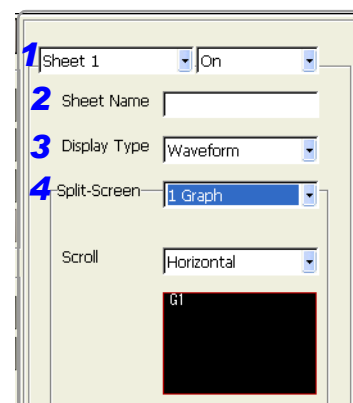 1 Sheet 1 On
2 Sheet Name
3 Display Type Waveform
4 Split-Screen 1 Graph
Scroll Horizontal
G1